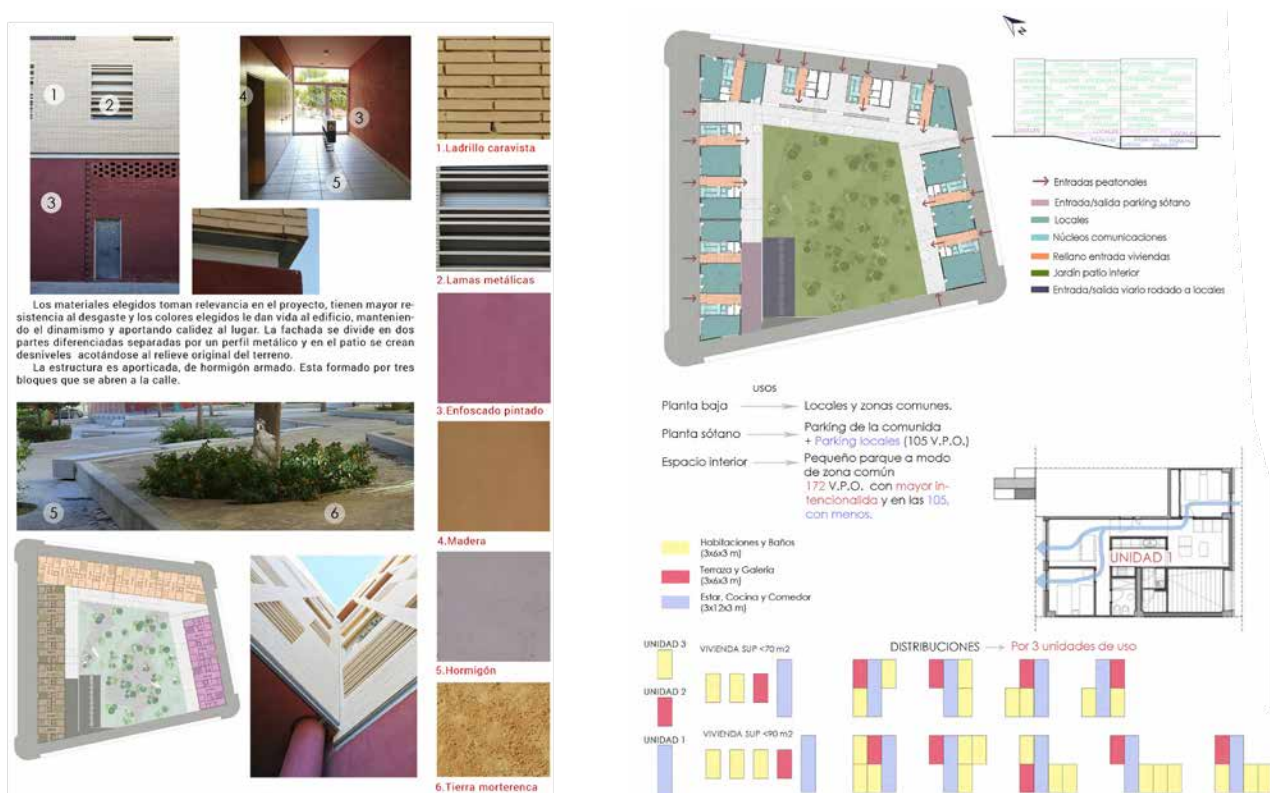 1
2
3
4
3
5
1.Ladrillo caravista
2.Lamas metálicas
Los materiales elegidos toman relevancia en el proyecto, tienen mayor re-
sistencia al desgaste y los colores elegidos le dan vida al edificio, mantenien-
do el dinamismo y aportando calidez al lugar. La fachada se divide en dos
partes diferenciadas separadas por un perfil metálico y en el patio se crean
desniveles acotándose al relieve original del terreno.
La estructura es aporticada, de hormigón armado. Esta formado por tres
bloques que se abren a la calle.
3.Enfoscado pintado
5
6
4.Madera
5.Hormigón
6.Tierra morterenca
N
LOCALES
LOCALES
LOCALES
Entradas peatonales
Entrada/salida parking sótano
Locales
Núcleos comunicaciones
Rellano entrada viviendas
Jardín patio interior
Entrada/salida viario rodado a locales
USOS
Planta baja
Locales y zonas comunes.
Planta sótano
Parking de la comunida
+ Parking locales (105 V.P.O.)
Espacio interior
Pequeño parque a modo
de zona común
172 V.P.O. con mayor in-
tencionalida y en las 105,
con menos.
Habitaciones y Baños
(3x6x3 m)
Terraza y Galería
(3x6x3 m)
Estar, Cocina y Comedor
(3x12x3 m)
UNIDAD 1
UNIDAD 3
VIVIENDA SUP <70 m2
DISTRIBUCIONES
Por 3 unidades de uso
UNIDAD 2
UNIDAD 1
VIVIENDA SUP <90 m2